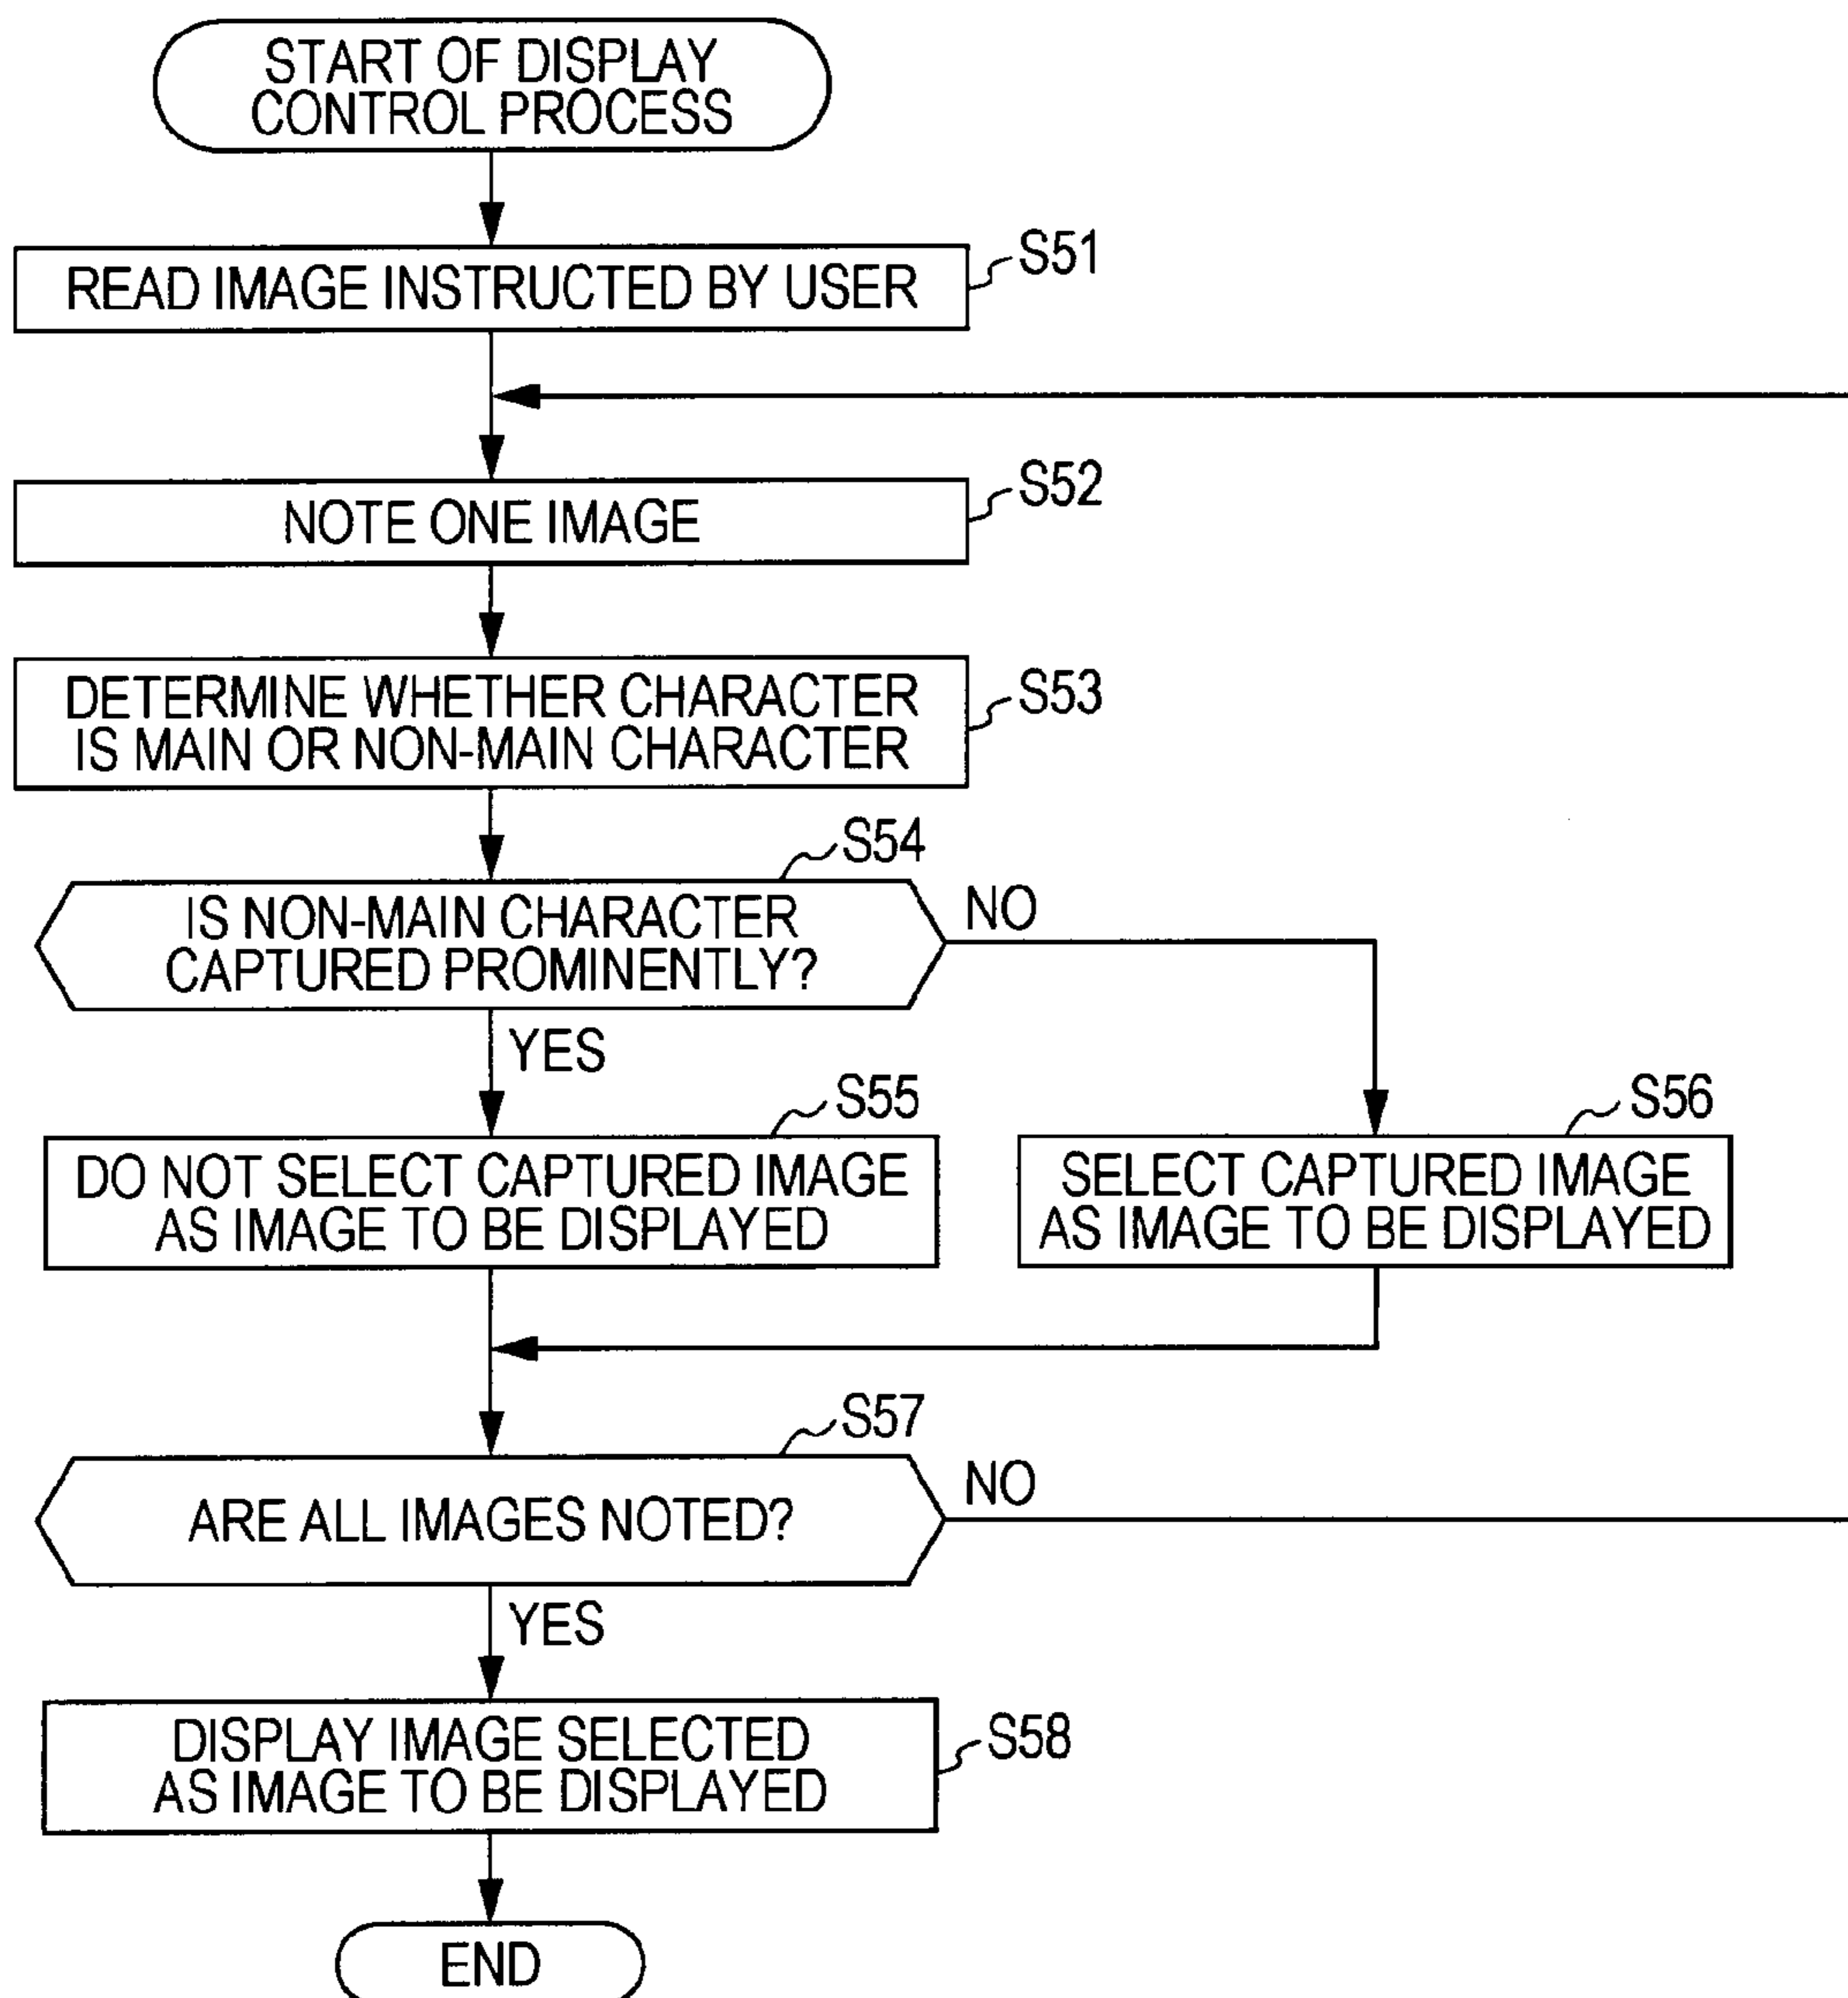 START OF DISPLAY
CONTROL PROCESS
READ IMAGE INSTRUCTED BY USER
S51
NOTE ONE IMAGE
S52
DETERMINE WHETHER CHARACTER
IS MAIN OR NON-MAIN CHARACTER
S53
S54
IS NON-MAIN CHARACTER
CAPTURED PROMINENTLY?
NO
YES
S55
DO NOT SELECT CAPTURED IMAGE
AS IMAGE TO BE DISPLAYED
S56
SELECT CAPTURED IMAGE
AS IMAGE TO BE DISPLAYED
S57
ARE ALL IMAGES NOTED?
NO
YES
DISPLAY IMAGE SELECTED
AS IMAGE TO BE DISPLAYED
S58
END